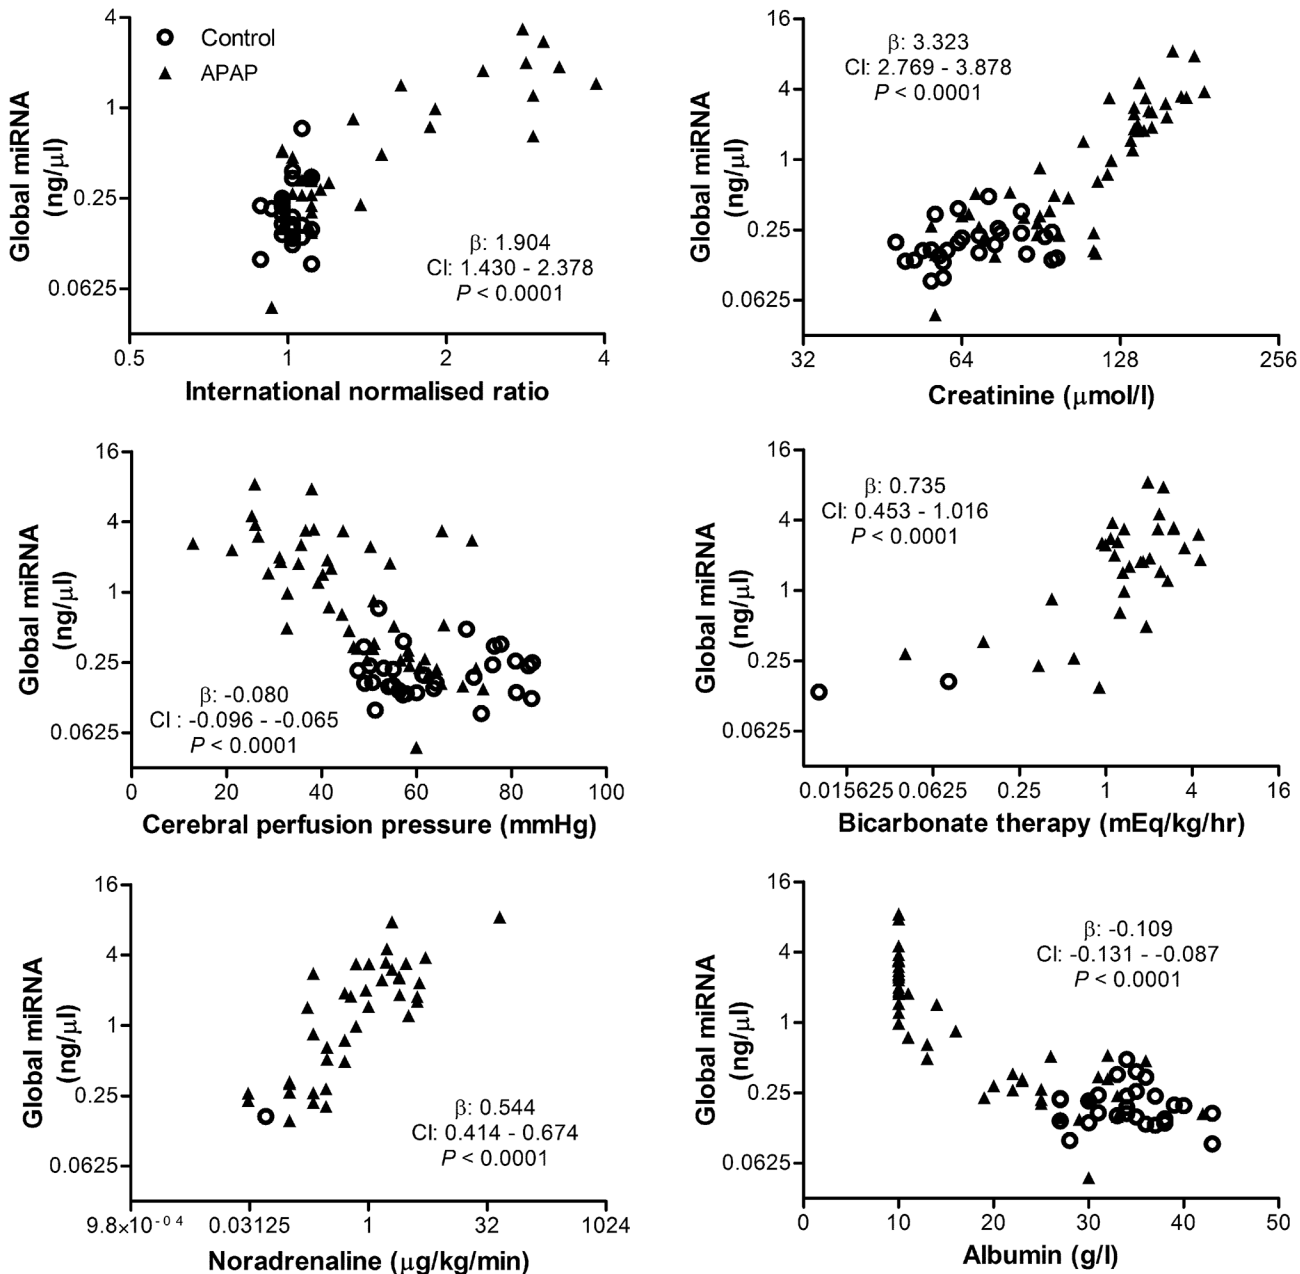 4
1
0.25
0.0625
Global miRNA
(ng/μl)
Control
APAP
β: 1.904
CI: 1.430 - 2.378
P < 0.0001
0.5
1
2
4
International normalised ratio
16
4
1
0.25
0.0625
Global miRNA
(ng/μl)
β: 3.323
CI: 2.769 - 3.878
P < 0.0001
32
64
128
256
Creatinine (μmol/l)
16
4
1
0.25
0.0625
Global miRNA
(ng/μl)
β: -0.080
CI : -0.096 - -0.065
P < 0.0001
0
20
40
60
80
100
Cerebral perfusion pressure (mmHg)
16
4
1
0.25
0.0625
Global miRNA
(ng/μl)
β: 0.735
CI: 0.453 - 1.016
P < 0.0001
0.015625
0.0625
0.25
1
4
16
Bicarbonate therapy (mEq/kg/hr)
16
4
1
0.25
0.0625
Global miRNA
(ng/μl)
β: 0.544
CI: 0.414 - 0.674
P < 0.0001
9.8×10⁻⁰⁴
0.03125
1
32
1024
Noradrenaline (μg/kg/min)
16
4
1
0.25
0.0625
Global miRNA
(ng/μl)
β: -0.109
CI: -0.131 - -0.087
P < 0.0001
0
10
20
30
40
50
Albumin (g/l)